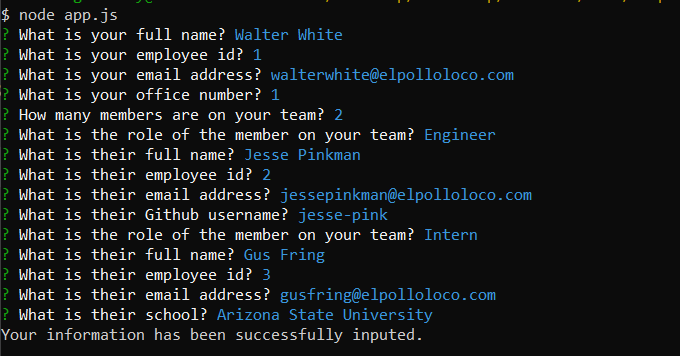 $ node app.js
? What is your full name? Walter White
? What is your employee id? 1
? What is your email address? walterwhite@elpolloloco.com
? What is your office number? 1
? How many members are on your team? 2
? What is the role of the member on your team? Engineer
? What is their full name? Jesse Pinkman
? What is their employee id? 2
? What is their email address? jessepinkman@elpolloloco.com
? What is their Github username? jesse-pink
? What is the role of the member on your team? Intern
? What is their full name? Gus Fring
? What is their employee id? 3
? What is their email address? gusfring@elpolloloco.com
? What is their school? Arizona State University
Your information has been successfully inputed.